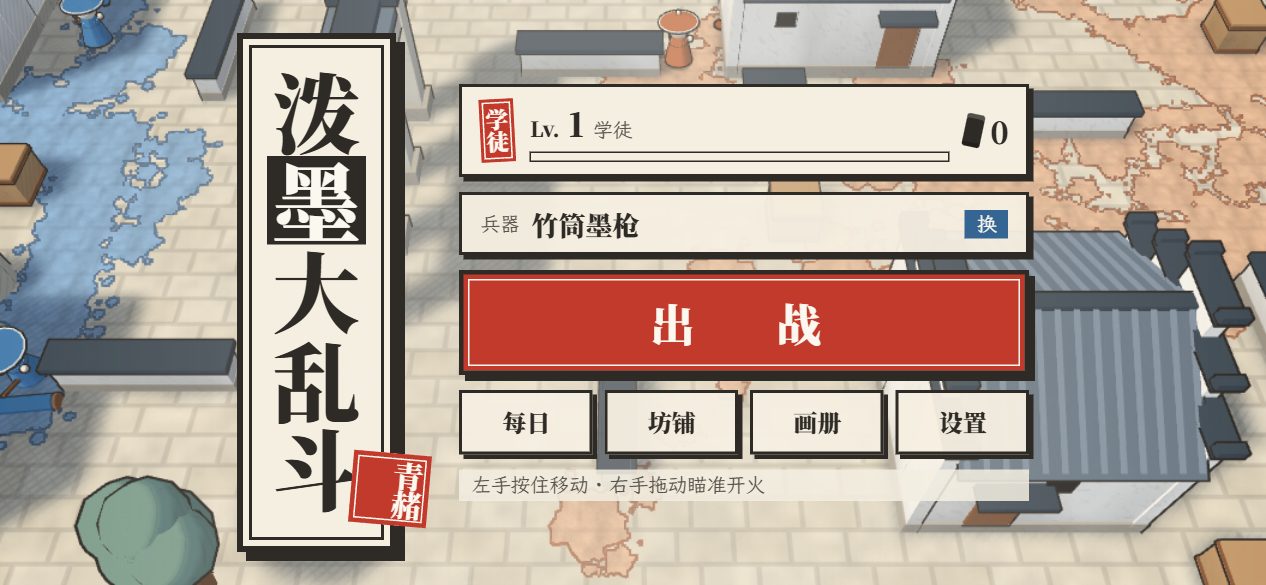 泼墨大乱斗
青赭
学徒
Lv. 1 学徒
0
兵器 竹筒墨枪 换
出 战
每日 坊铺 画册 设置
左手按住移动·右手拖动瞄准开火